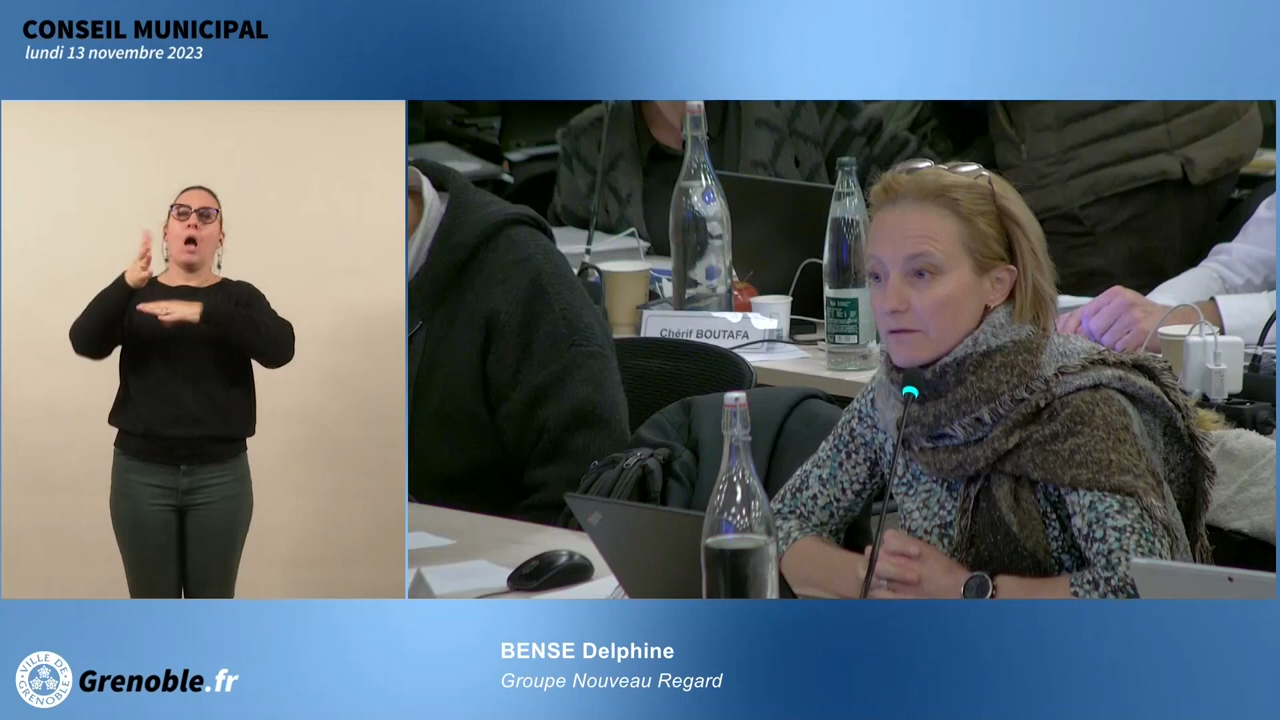 CONSEIL MUNICIPAL
lundi 13 novembre 2023
Chérif BOUTAFA
VILLE DE GRENOBLE
Grenoble.fr
BENSE Delphine
Groupe Nouveau Regard